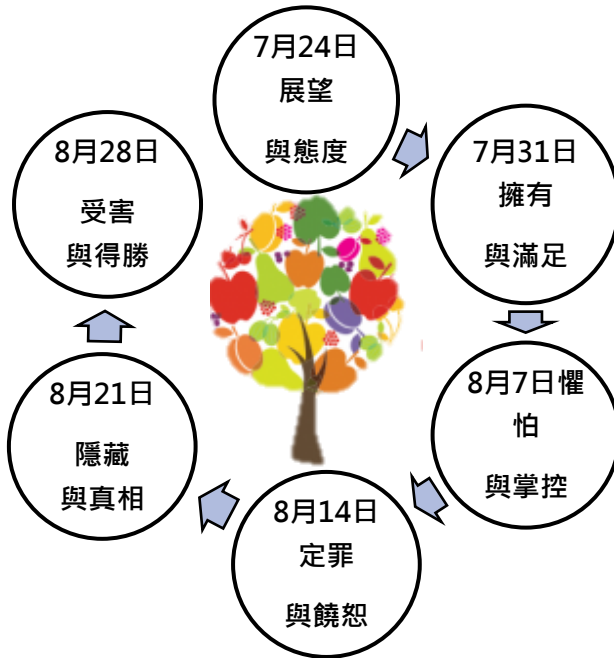 7月24日
展望
與態度
7月31日
擁有
與滿足
8月7日懼
怕
與掌控
8月14日
定罪
與饒恕
8月21日
隱藏
與真相
8月28日
受害
與得勝